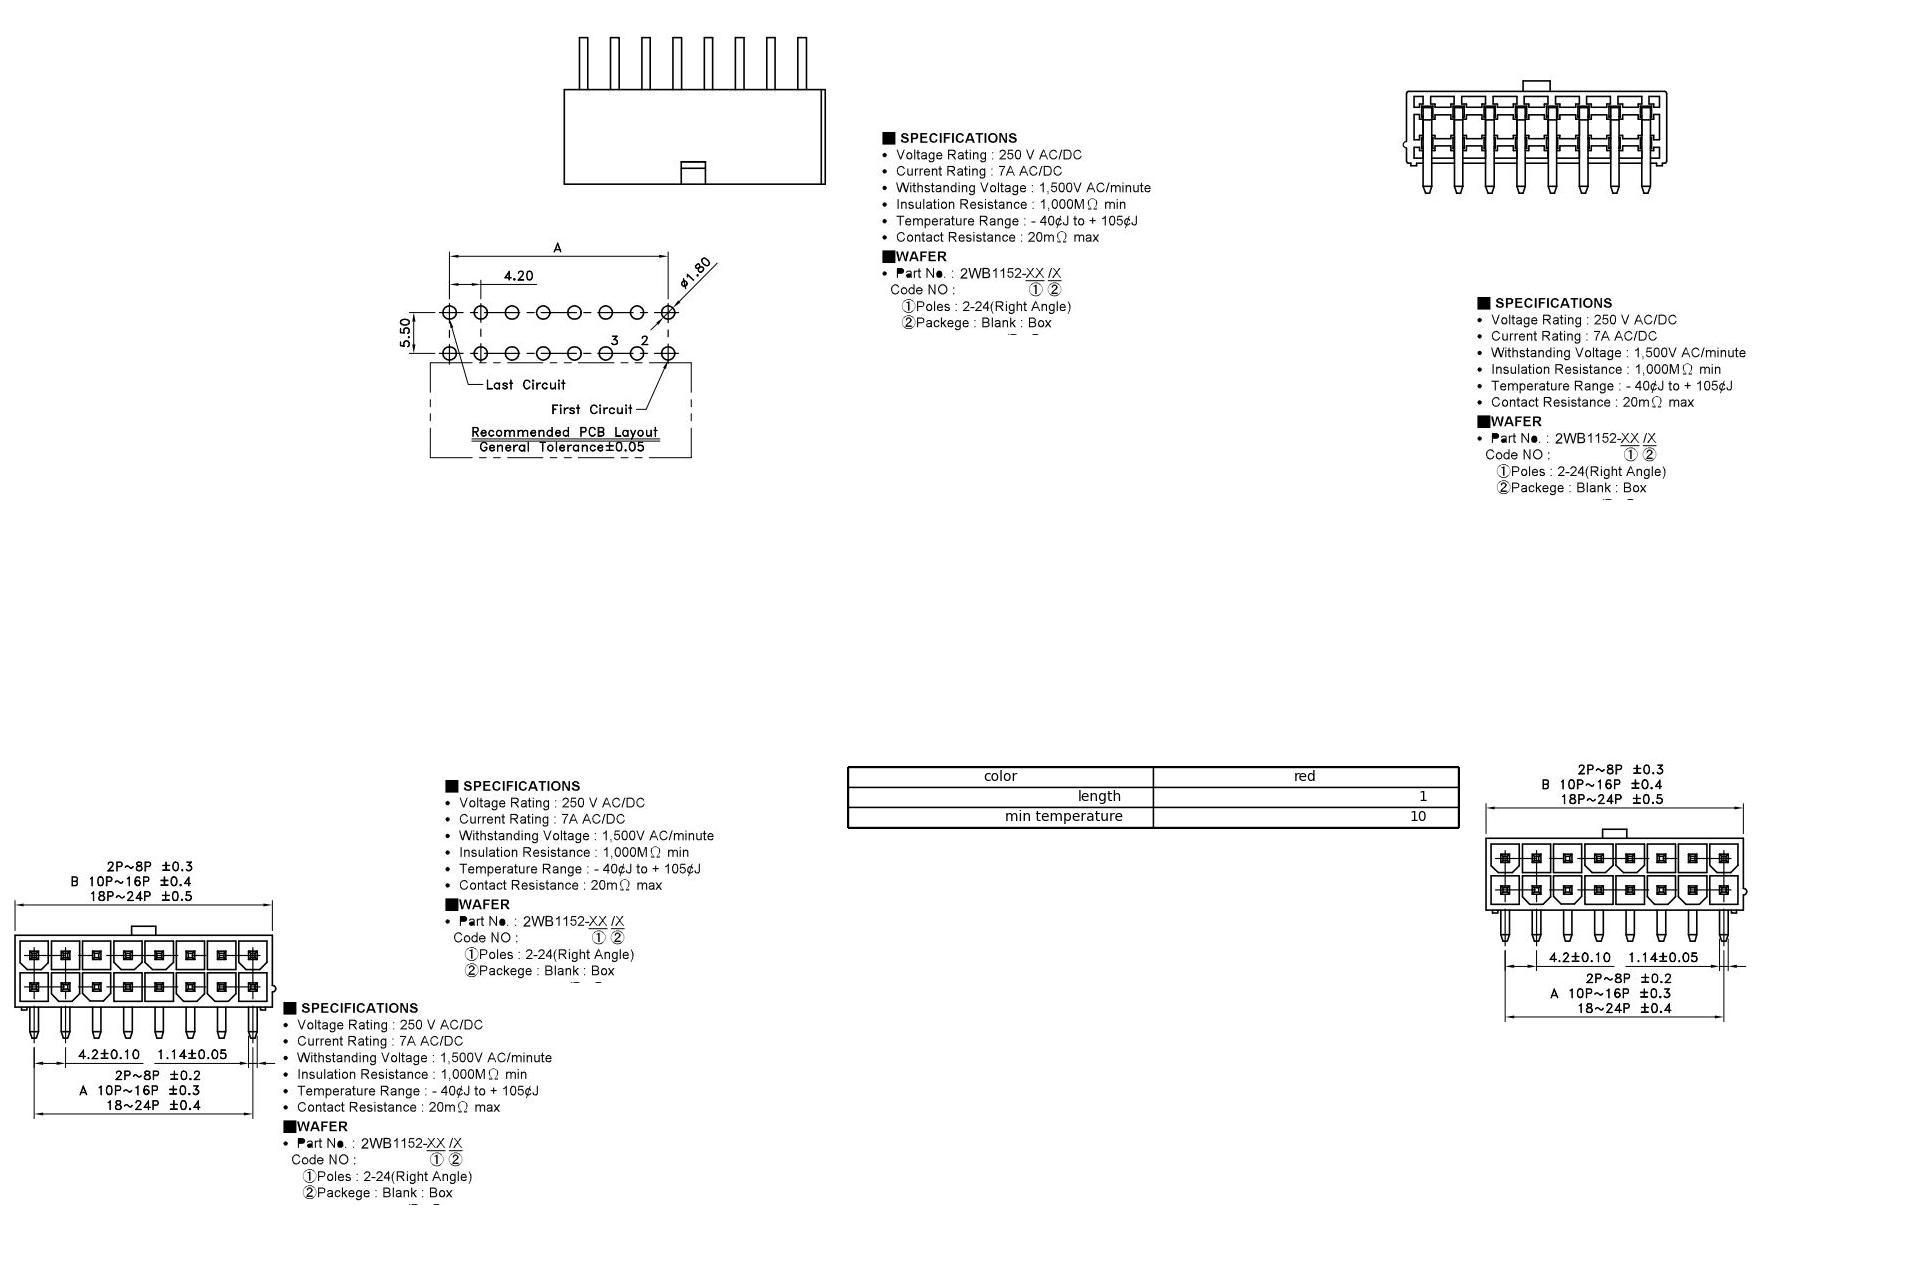 ■ SPECIFICATIONS
• Voltage Rating : 250 V AC/DC
• Current Rating : 7A AC/DC
• Withstanding Voltage : 1,500V AC/minute
• Insulation Resistance : 1,000MΩ min
• Temperature Range : - 40¢J to + 105¢J
• Contact Resistance : 20mΩ max
■WAFER
• Part No. : 2WB1152-XX /X
Code NO : ① ②
①Poles : 2-24(Right Angle)
②Packege : Blank : Box
A
4.20
ø1.80
5.50
3 2
Last Circuit
First Circuit
Recommended PCB Layout
General Tolerance±0.05
■ SPECIFICATIONS
• Voltage Rating : 250 V AC/DC
• Current Rating : 7A AC/DC
• Withstanding Voltage : 1,500V AC/minute
• Insulation Resistance : 1,000MΩ min
• Temperature Range : - 40¢J to + 105¢J
• Contact Resistance : 20mΩ max
■WAFER
• Part No. : 2WB1152-XX /X
Code NO : ① ②
①Poles : 2-24(Right Angle)
②Packege : Blank : Box
■ SPECIFICATIONS
• Voltage Rating : 250 V AC/DC
• Current Rating : 7A AC/DC
• Withstanding Voltage : 1,500V AC/minute
• Insulation Resistance : 1,000MΩ min
• Temperature Range : - 40¢J to + 105¢J
• Contact Resistance : 20mΩ max
■WAFER
• Part No. : 2WB1152-XX /X
Code NO : ① ②
①Poles : 2-24(Right Angle)
②Packege : Blank : Box
color red
length 1
min temperature 10
2P~8P ±0.3
B 10P~16P ±0.4
18P~24P ±0.5
4.2±0.10 1.14±0.05
2P~8P ±0.2
A 10P~16P ±0.3
18~24P ±0.4
2P~8P ±0.3
B 10P~16P ±0.4
18P~24P ±0.5
4.2±0.10 1.14±0.05
2P~8P ±0.2
A 10P~16P ±0.3
18~24P ±0.4
■ SPECIFICATIONS
• Voltage Rating : 250 V AC/DC
• Current Rating : 7A AC/DC
• Withstanding Voltage : 1,500V AC/minute
• Insulation Resistance : 1,000MΩ min
• Temperature Range : - 40¢J to + 105¢J
• Contact Resistance : 20mΩ max
■WAFER
• Part No. : 2WB1152-XX /X
Code NO : ① ②
①Poles : 2-24(Right Angle)
②Packege : Blank : Box